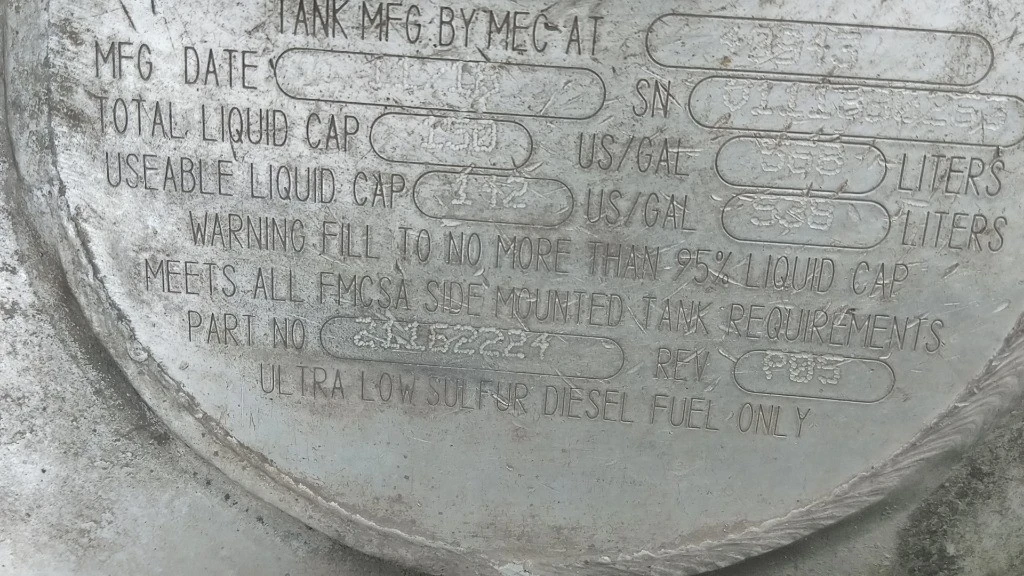 TANK MFG BY MEC-AT
MFG DATE SN
TOTAL LIQUID CAP 150 US/GAL 568 LITERS
USEABLE LIQUID CAP 142 US/GAL LITERS
WARNING FILL TO NO MORE THAN 95% LIQUID CAP
MEETS ALL FMCSA SIDE MOUNTED TANK REQUIREMENTS
PART NO REV
ULTRA LOW SULFUR DIESEL FUEL ONLY